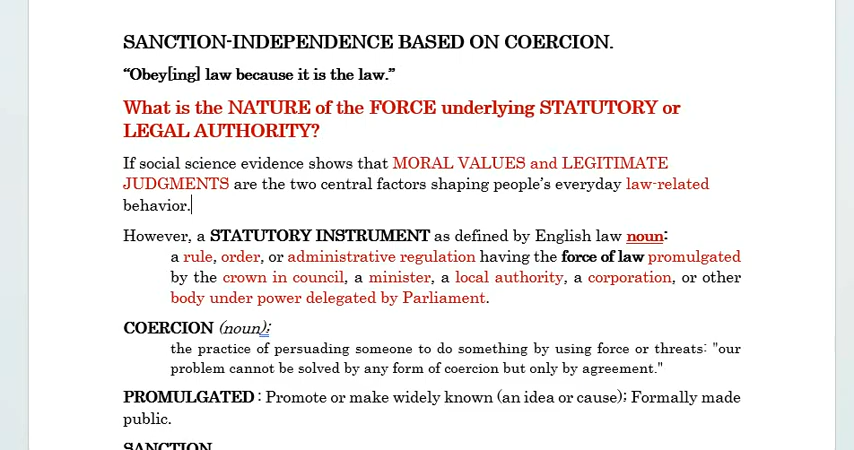 SANCTION-INDEPENDENCE BASED ON COERCION.
“Obey[ing] law because it is the law.”
What is the NATURE of the FORCE underlying STATUTORY or
LEGAL AUTHORITY?
If social science evidence shows that MORAL VALUES and LEGITIMATE
JUDGMENTS are the two central factors shaping people’s everyday law-related
behavior.
However, a STATUTORY INSTRUMENT as defined by English law noun:
a rule, order, or administrative regulation having the force of law promulgated
by the crown in council, a minister, a local authority, a corporation, or other
body under power delegated by Parliament.
COERCION (noun);
the practice of persuading someone to do something by using force or threats: "our
problem cannot be solved by any form of coercion but only by agreement."
PROMULGATED : Promote or make widely known (an idea or cause); Formally made
public.
SANCTION